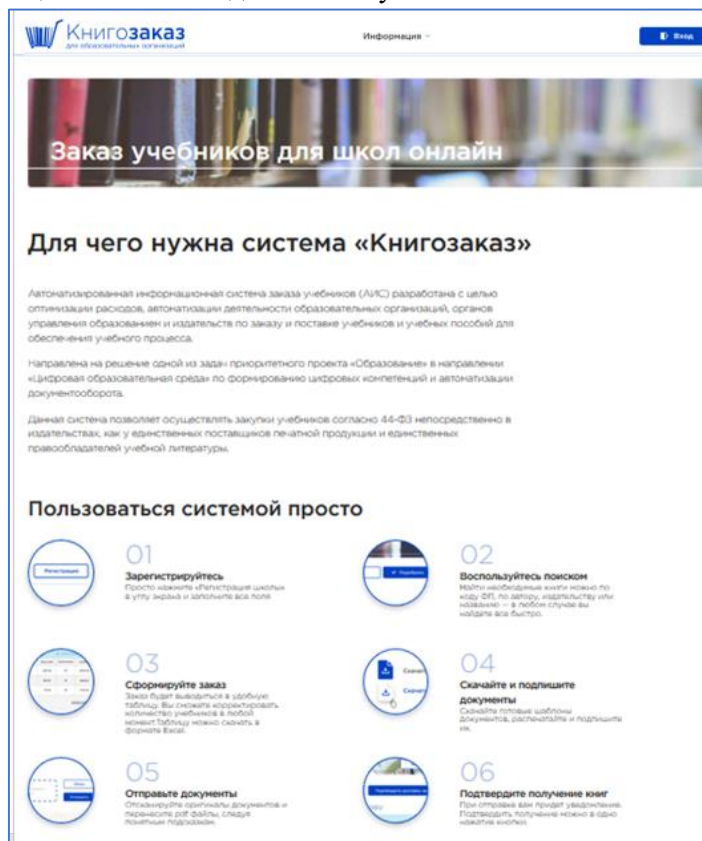 Книгозаказ
для образовательных организаций
Информация
Вход
Заказ учебников для школ онлайн
Для чего нужна система «Книгозаказ»
Автоматизированная информационная система заказа учебников (АИС) разработана с целью
оптимизации расходов, автоматизации деятельности образовательных организаций, органов
управления образованием и издательств по заказу и поставке учебников и учебных пособий для
обеспечения учебного процесса.
Направлена на решение одной из задач приоритетного проекта «Образование» в направлении
«Цифровая образовательная среда» по формированию цифровых компетенций и автоматизации
документооборота.
Данная система позволяет осуществлять закупки учебников согласно 44-ФЗ непосредственно в
издательствах, как у единственных поставщиков печатной продукции и единственных
правообладателей учебной литературы.
Пользоваться системой просто
Регистрация
01
Зарегистрируйтесь
Просто нажмите «Регистрация школы»
в углу экрана и заполните все поля
02
Воспользуйтесь поиском
Найти необходимые книги можно по
коду ФП, по автору, издательству или
названию — в любом случае вы
найдёте все быстро.
03
Сформируйте заказ
Заказ будет выводиться в удобную
таблицу. Вы сможете корректировать
количество учебников в любой
момент.Таблицу можно скачать в
формате Excel.
04
Скачайте и подпишите
документы
Скачайте готовые шаблоны
документов, распечатайте и подпишите
их.
05
Отправьте документы
Отсканируйте оригиналы документов и
перенесите pdf файлы, следуя
понятным подсказкам.
06
Подтвердите получение книг
При отправке вам придет уведомление.
Подтвердить получение можно в одно
нажатие кнопки.